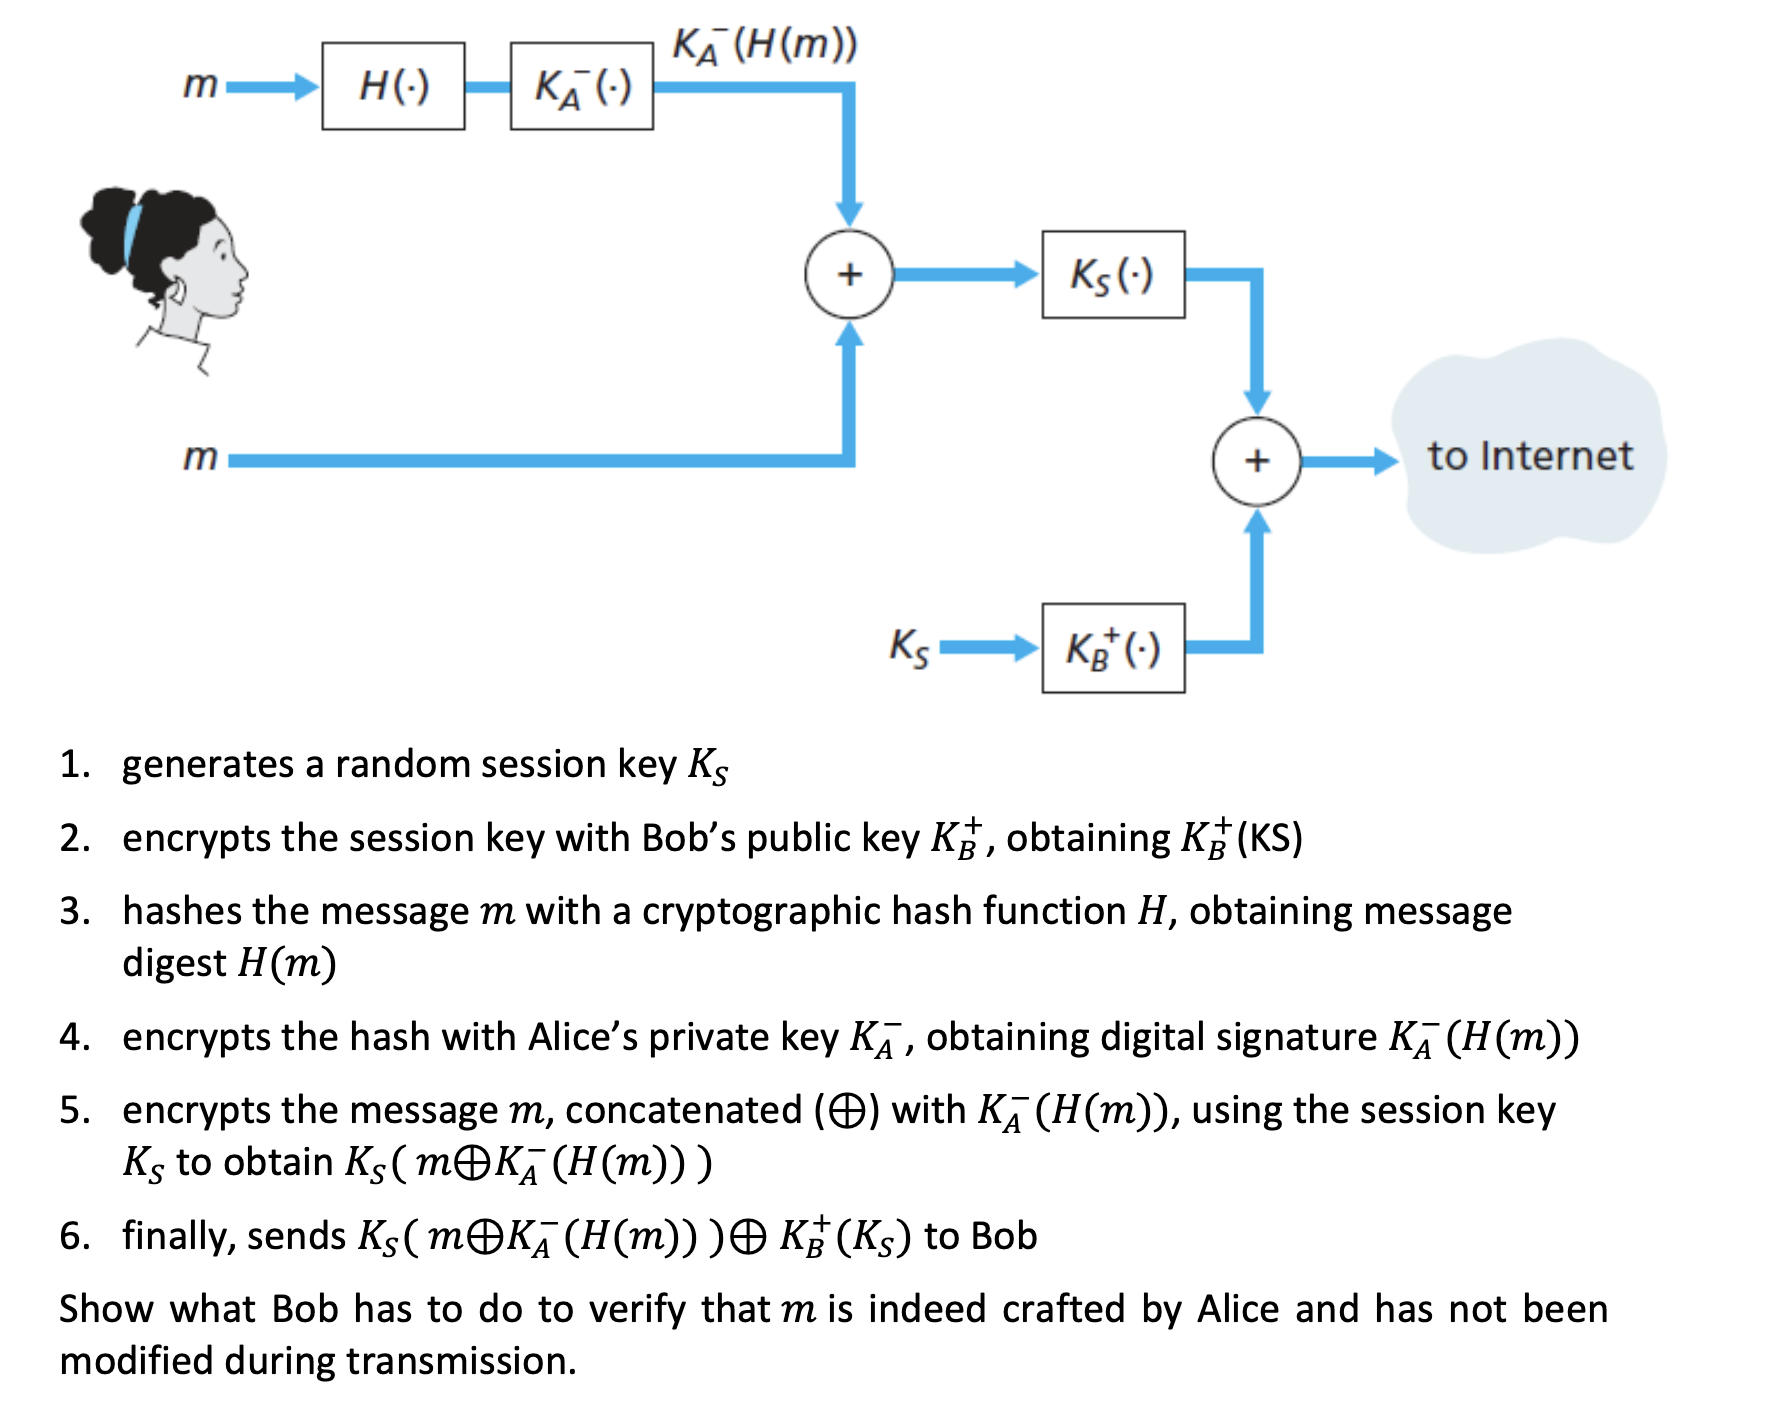 K_A^-(H(m))
m
H(·)
K_A^-(·)
+
K_S(·)
m
+
to Internet
K_S
K_B^+(·)
1. generates a random session key K_S
2. encrypts the session key with Bob’s public key K_B^+, obtaining K_B^+(KS)
3. hashes the message m with a cryptographic hash function H, obtaining message
digest H(m)
4. encrypts the hash with Alice’s private key K_A^-, obtaining digital signature K_A^-(H(m))
5. encrypts the message m, concatenated (⊕) with K_A^-(H(m)), using the session key
K_S to obtain K_S( m⊕K_A^-(H(m)) )
6. finally, sends K_S( m⊕K_A^-(H(m)) )⊕ K_B^+(K_S) to Bob
Show what Bob has to do to verify that m is indeed crafted by Alice and has not been
modified during transmission.